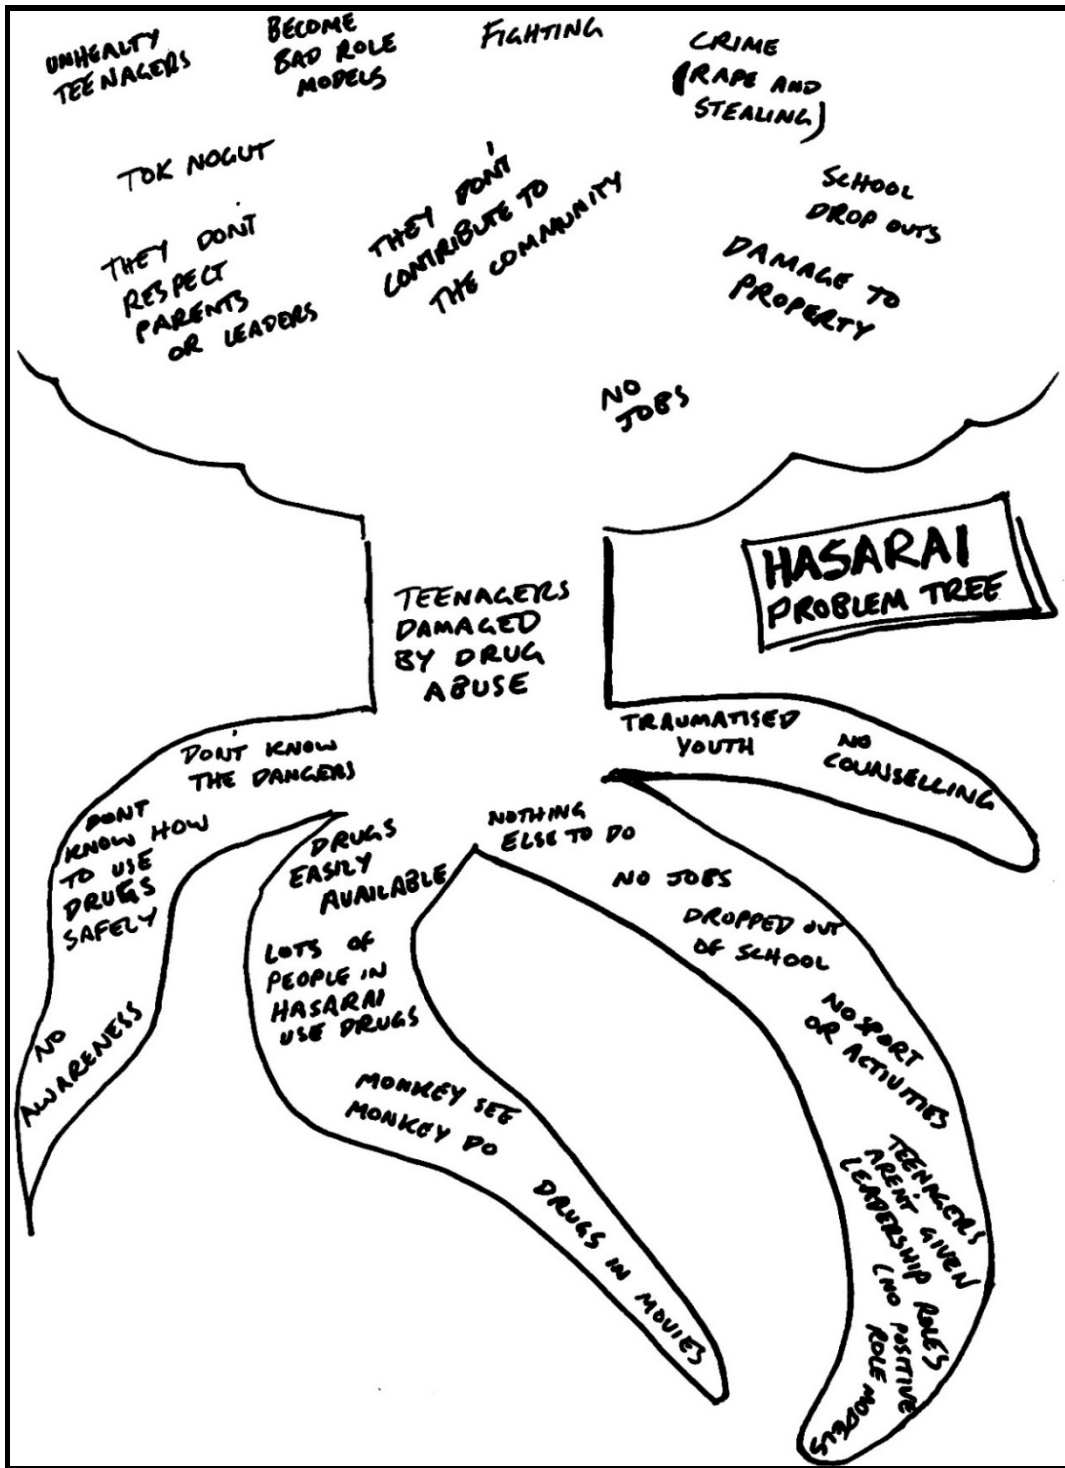 UNHEALTY
TEENAGERS
BECOME
BAD ROLE
MODELS
FIGHTING
CRIME
(RAPE AND
STEALING)
TOK NOGUT
THEY DON'T
CONTRIBUTE TO
THE COMMUNITY
SCHOOL
DROP OUTS
THEY DON'T
RESPECT
PARENTS
OR LEADERS
DAMAGE TO
PROPERTY
NO
JOBS
HASARAI
PROBLEM TREE
TEENAGERS
DAMAGED
BY DRUG
ABUSE
DON'T KNOW
THE DANGERS
DONT
KNOW HOW
TO USE
DRUGS
SAFELY
NO
AWARENESS
DRUGS
EASILY
AVAILABLE
LOTS OF
PEOPLE IN
HASARAI
USE DRUGS
MONKEY SEE
MONKEY DO
DRUGS IN MOVIES
NOTHING
ELSE TO DO
NO JOBS
DROPPED OUT
OF SCHOOL
NO SPORT
OR ACTIVITIES
TEENAGERS
AREN'T GIVEN
LEADERSHIP ROLES
(NO POSITIVE
ROLE MODELS
TRAUMATISED
YOUTH
NO
COUNSELLING